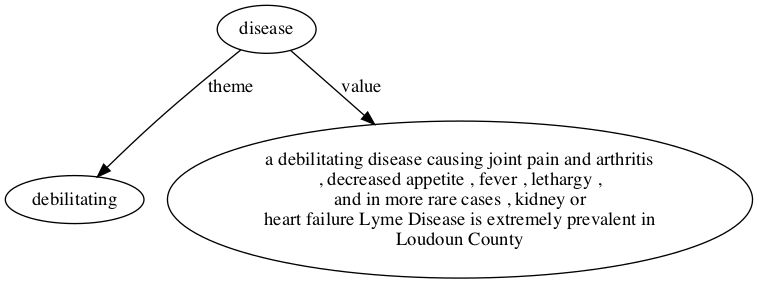 disease
theme
value
debilitating
a debilitating disease causing joint pain and arthritis
, decreased appetite , fever , lethargy ,
and in more rare cases , kidney or
heart failure Lyme Disease is extremely prevalent in
Loudoun County